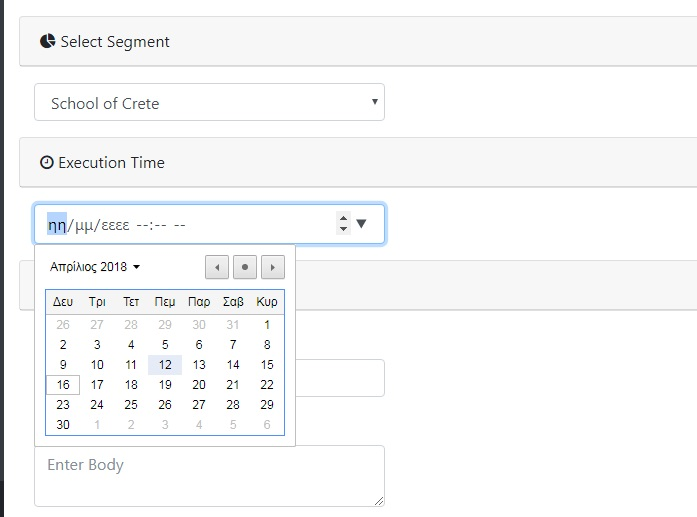 Select Segment
School of Crete
Execution Time
ηη/μμ/εεεε --:-- --
Απρίλιος 2018
Δευ Τρι Τετ Πεμ Παρ Σαβ Κυρ
26 27 28 29 30 31 1
2 3 4 5 6 7 8
9 10 11 12 13 14 15
16 17 18 19 20 21 22
23 24 25 26 27 28 29
30 1 2 3 4 5 6
Enter Body